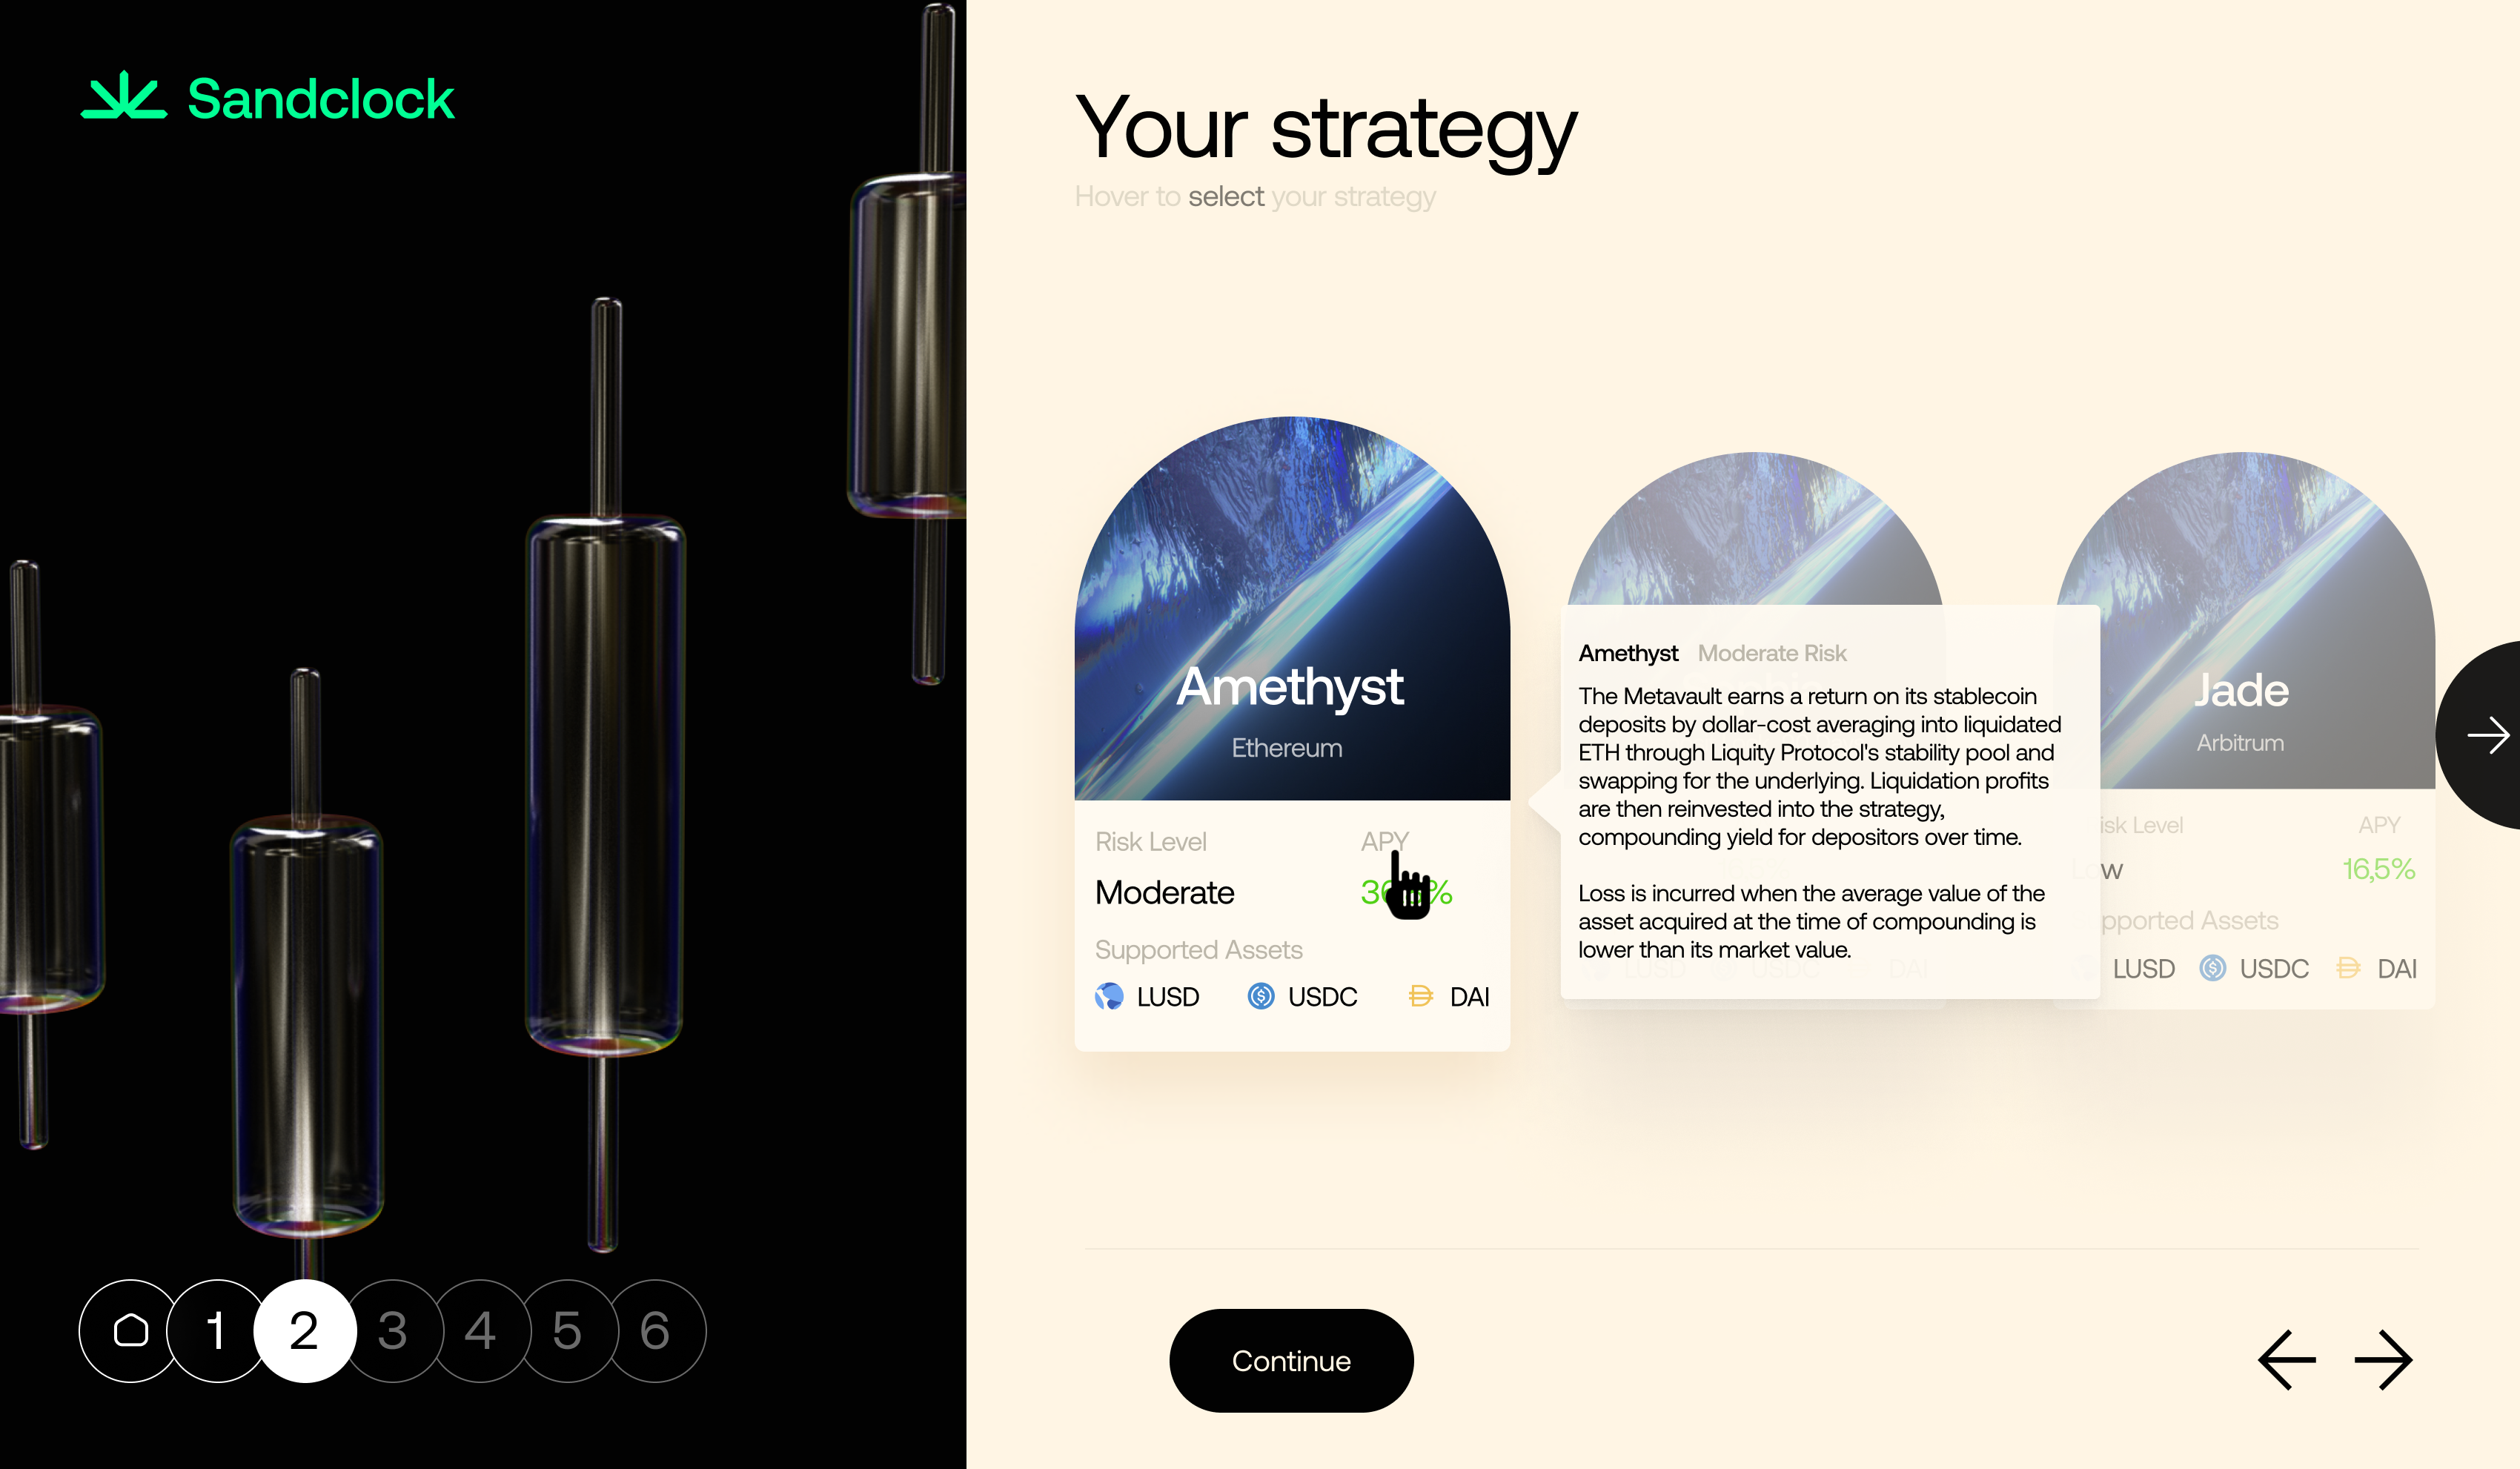 Sandclock
Your strategy
Hover to select your strategy
Amethyst
Ethereum
Risk Level APY
Moderate
Supported Assets
LUSD USDC DAI
Amethyst Moderate Risk
The Metavault earns a return on its stablecoin
deposits by dollar-cost averaging into liquidated
ETH through Liquity Protocol's stability pool and
swapping for the underlying. Liquidation profits
are then reinvested into the strategy,
compounding yield for depositors over time.
Loss is incurred when the average value of the
asset acquired at the time of compounding is
lower than its market value.
LUSD USDC DAI
Jade
Arbitrum
isk Level APY
Low 16,5%
pported Assets
LUSD USDC DAI
1 2 3 4 5 6
Continue